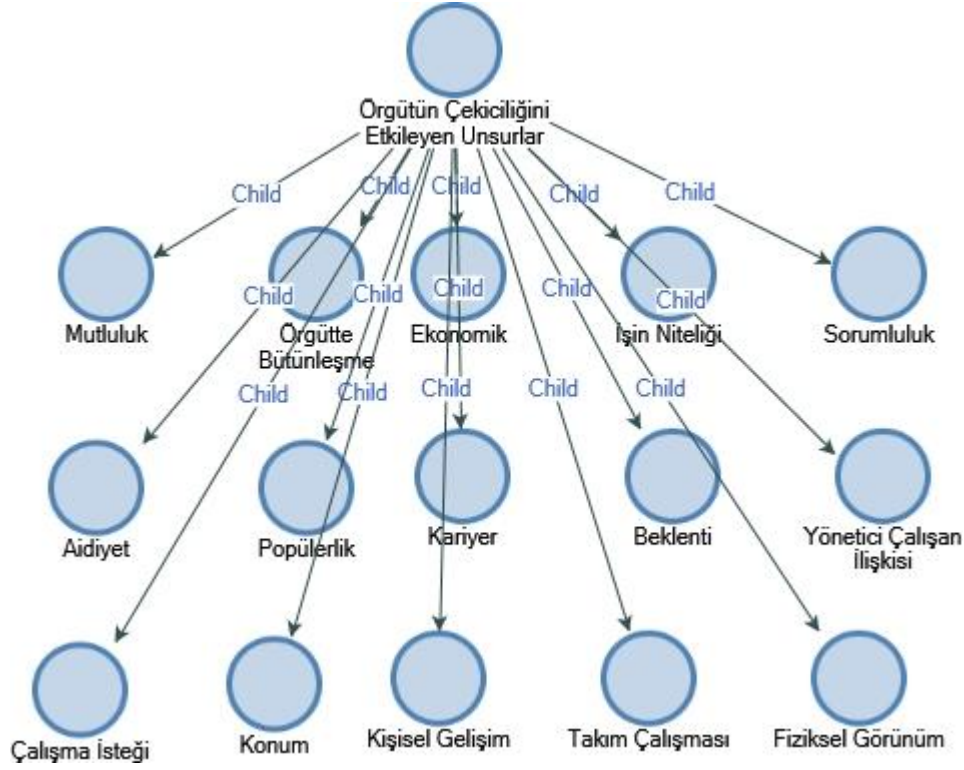 Örgütün Çekiciliğini
Etkileyen Unsurlar
Child
Child
Child
Child
Child
Mutluluk
Örgütte
Bütünleşme
Ekonomik
İşin Niteliği
Sorumluluk
Child
Child
Child
Child
Child
Child
Child
Child
Child
Child
Aidiyet
Popülerlik
Kariyer
Beklenti
Yönetici Çalışan
İlişkisi
Çalışma İsteği
Konum
Kişisel Gelişim
Takım Çalışması
Fiziksel Görünüm